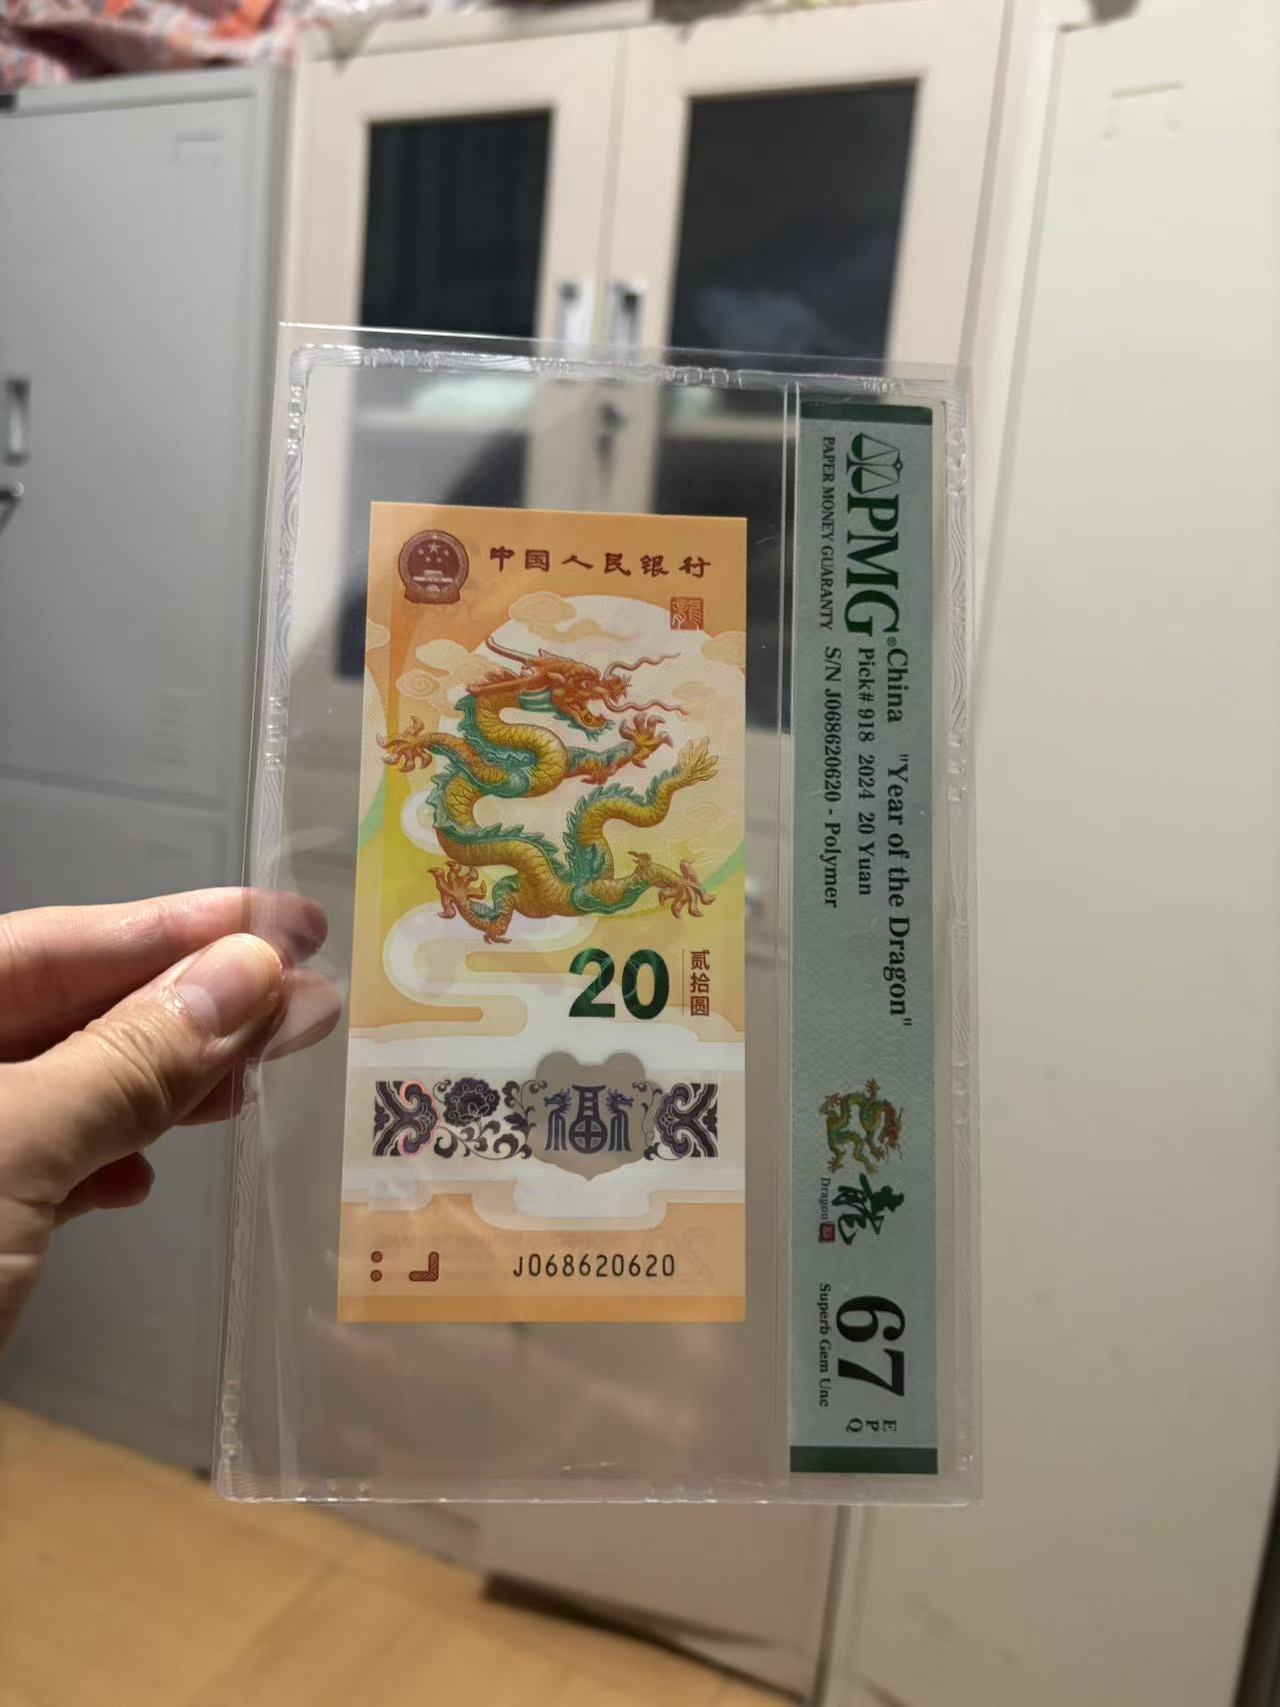 中国人民银行
龍
20
贰拾圆
福
J068620620
PMG®
PAPER MONEY GUARANTY
China "Year of the Dragon"
Pick# 918 2024 20 Yuan
S/N J068620620 - Polymer
龍
Dragon
67
EPQ
Superb Gem Unc